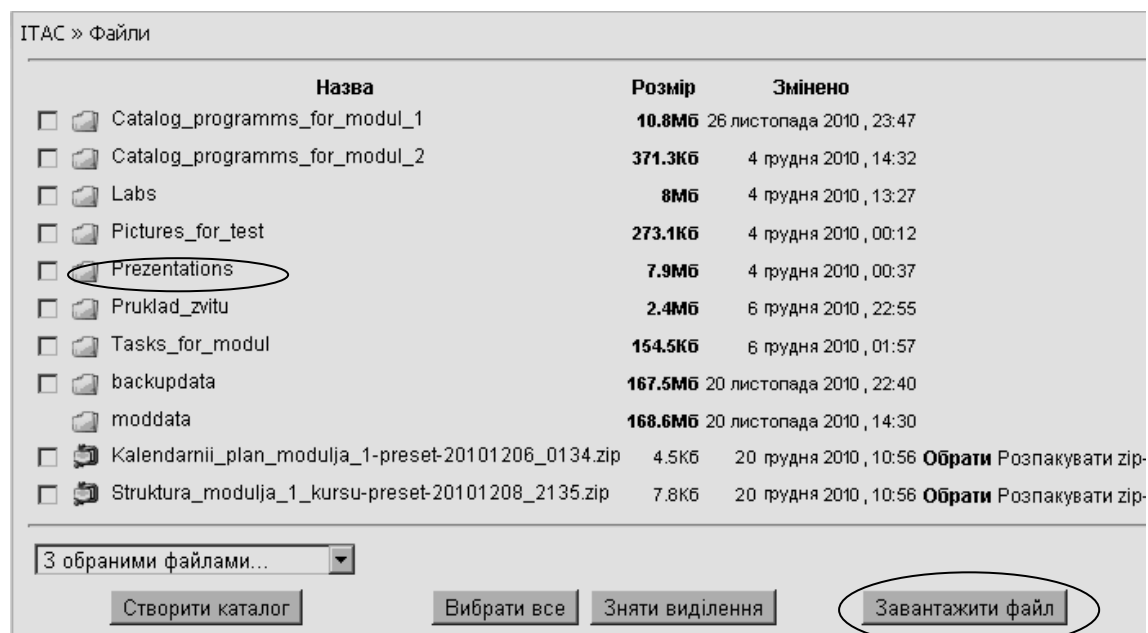 ІТАС » Файли
Назва Розмір Змінено
Catalog_programms_for_modul_1 10.8Мб 26 листопада 2010, 23:47
Catalog_programms_for_modul_2 371.3Кб 4 грудня 2010, 14:32
Labs 8Мб 4 грудня 2010, 13:27
Pictures_for_test 273.1Кб 4 грудня 2010, 00:12
Prezentations 7.9Мб 4 грудня 2010, 00:37
Pruklad_zvitu 2.4Мб 6 грудня 2010, 22:55
Tasks_for_modul 154.5Кб 6 грудня 2010, 01:57
backupdata 167.5Мб 20 листопада 2010, 22:40
moddata 168.6Мб 20 листопада 2010, 14:30
Kalendarnii_plan_modulja_1-preset-20101206_0134.zip 4.5Кб 20 грудня 2010, 10:56 Обрати Розпакувати zip-
Struktura_modulja_1_kursu-preset-20101208_2135.zip 7.8Кб 20 грудня 2010, 10:56 Обрати Розпакувати zip-
З обраними файлами...
Створити каталог Вибрати все Зняти виділення Завантажити файл